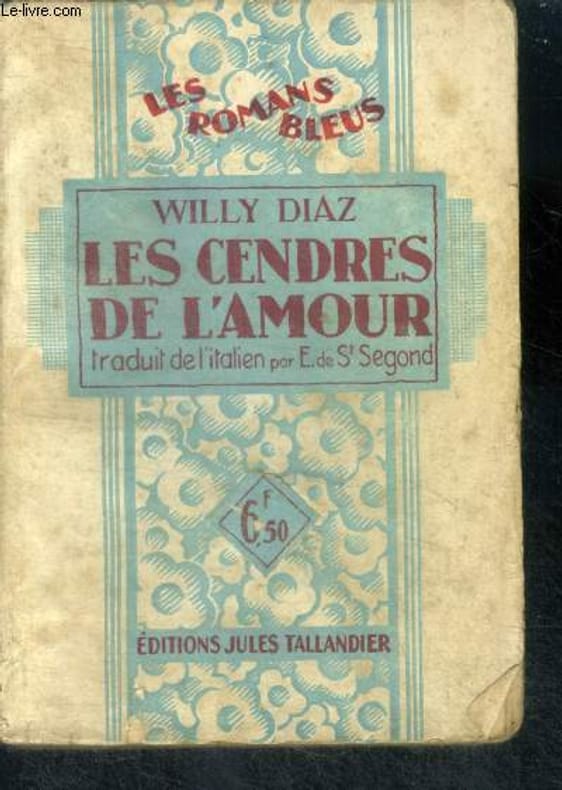 Le-livre.com
LES
ROMANS
BLEUS
WILLY DIAZ
LES CENDRES
DE L'AMOUR
traduit de l'italien par E. de St Segond
6F,50
ÉDITIONS JULES TALLANDIER